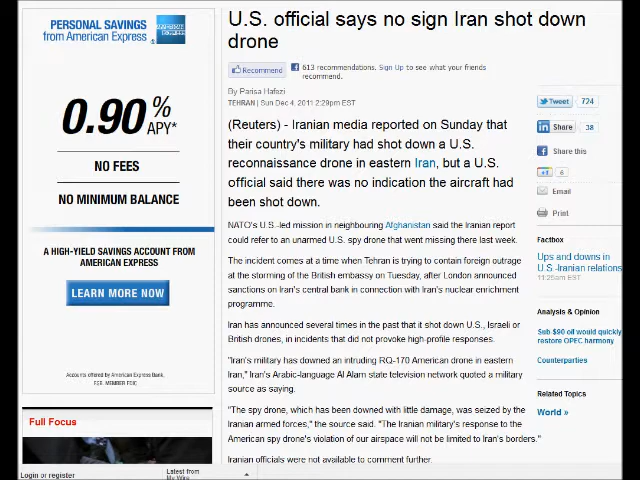 PERSONAL SAVINGS
from American Express
0.90% APY*
NO FEES
NO MINIMUM BALANCE
A HIGH-YIELD SAVINGS ACCOUNT FROM
AMERICAN EXPRESS
LEARN MORE NOW
Accounts offered by American Express Bank,
FSB. MEMBER FDIC
Full Focus
Login or register
Latest from
My Wire
U.S. official says no sign Iran shot down
drone
Recommend
613 recommendations. Sign Up to see what your friends
recommend.
By Parisa Hafezi
TEHRAN | Sun Dec 4, 2011 2:29pm EST
(Reuters) - Iranian media reported on Sunday that
their country's military had shot down a U.S.
reconnaissance drone in eastern Iran, but a U.S.
official said there was no indication the aircraft had
been shot down.
NATO's U.S.-led mission in neighbouring Afghanistan said the Iranian report
could refer to an unarmed U.S. spy drone that went missing there last week.
The incident comes at a time when Tehran is trying to contain foreign outrage
at the storming of the British embassy on Tuesday, after London announced
sanctions on Iran's central bank in connection with Iran's nuclear enrichment
programme.
Iran has announced several times in the past that it shot down U.S., Israeli or
British drones, in incidents that did not provoke high-profile responses.
"Iran's military has downed an intruding RQ-170 American drone in eastern
Iran," Iran's Arabic-language Al Alam state television network quoted a military
source as saying.
"The spy drone, which has been downed with little damage, was seized by the
Iranian armed forces," the source said. "The Iranian military's response to the
American spy drone's violation of our airspace will not be limited to Iran's borders."
Iranian officials were not available to comment further.
Tweet 724
Share 38
Share this
+1 6
Email
Print
Factbox
Ups and downs in
U.S.-Iranian relations
11:25am EST
Analysis & Opinion
Sub $90 oil would quickly
restore OPEC harmony
Counterparties
Related Topics
World »